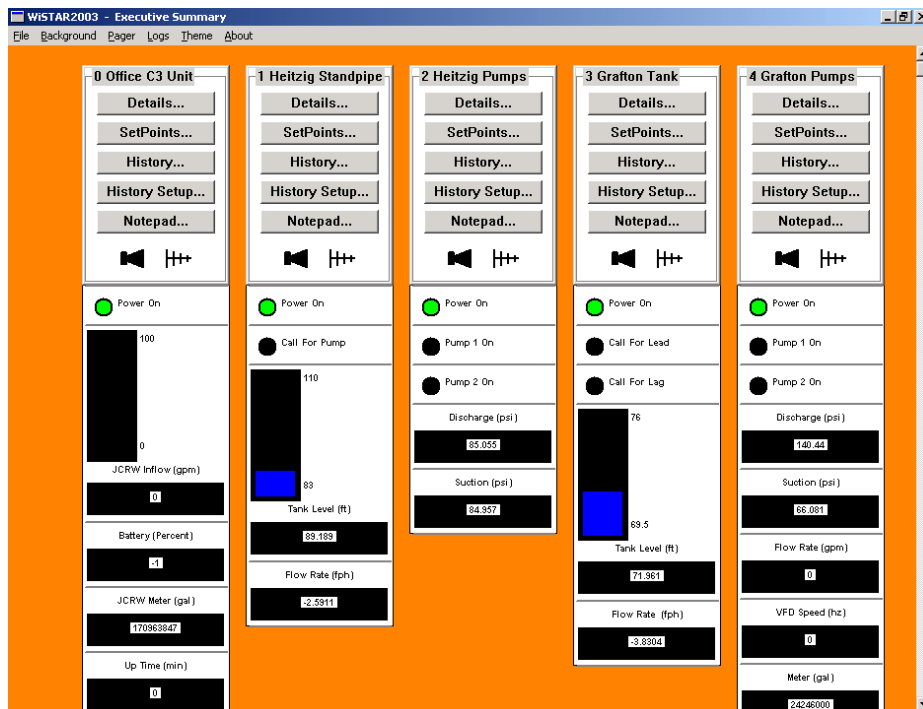 WiSTAR2003 - Executive Summary
File Background Pager Logs Theme About
0 Office C3 Unit
Details...
SetPoints...
History...
History Setup...
Notepad...
Power On
100
0
JCRW Inflow (gpm)
0
Battery (Percent)
-1
JCRW Meter (gal)
170963847
Up Time (min)
0
1 Heitzig Standpipe
Details...
SetPoints...
History...
History Setup...
Notepad...
Power On
Call For Pump
110
83
Tank Level (ft)
89.189
Flow Rate (fph)
-2.5911
2 Heitzig Pumps
Details...
SetPoints...
History...
History Setup...
Notepad...
Power On
Pump 1 On
Pump 2 On
Discharge (psi)
85.055
Suction (psi)
84.957
3 Grafton Tank
Details...
SetPoints...
History...
History Setup...
Notepad...
Power On
Call For Lead
Call For Lag
76
69.5
Tank Level (ft)
71.961
Flow Rate (fph)
-3.8304
4 Grafton Pumps
Details...
SetPoints...
History...
History Setup...
Notepad...
Power On
Pump 1 On
Pump 2 On
Discharge (psi)
140.44
Suction (psi)
66.081
Flow Rate (gpm)
0
VFD Speed (hz)
0
Meter (gal)
24246000